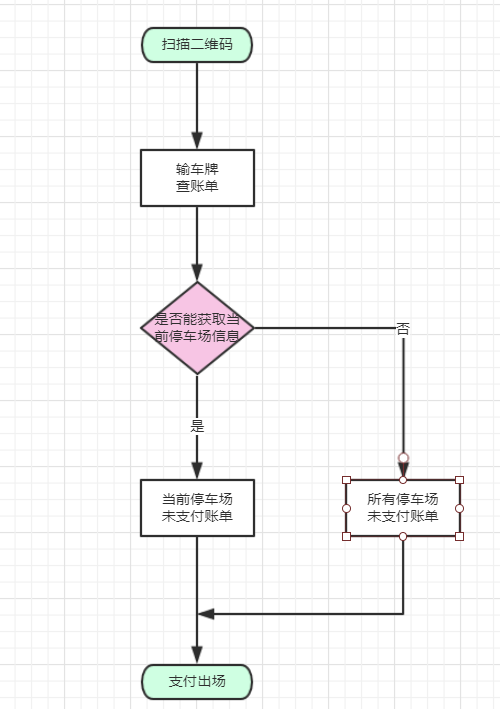 扫描二维码
输车牌
查账单
是否能获取当
前停车场信息
否
是
当前停车场
未支付账单
所有停车场
未支付账单
支付出场